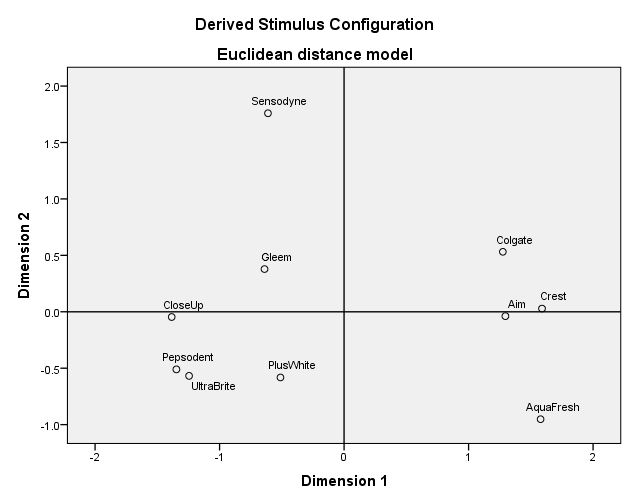 Derived Stimulus Configuration
Euclidean distance model
2.0
Sensodyne
1.5
1.0
Colgate
0.5
Gleem
Crest
CloseUp
Aim
0.0
Pepsodent
PlusWhite
UltraBrite
-0.5
AquaFresh
-1.0
Dimension 2
-2
-1
0
1
2
Dimension 1